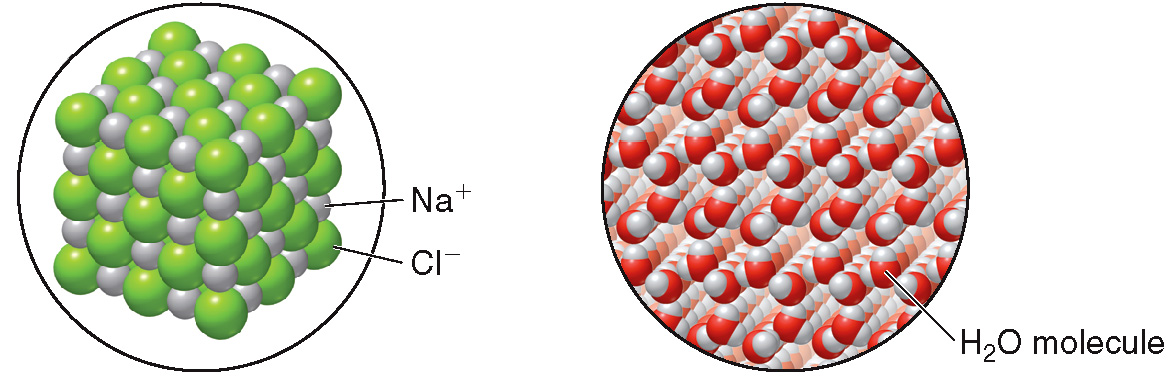 Na⁺
Cl⁻
H₂O molecule